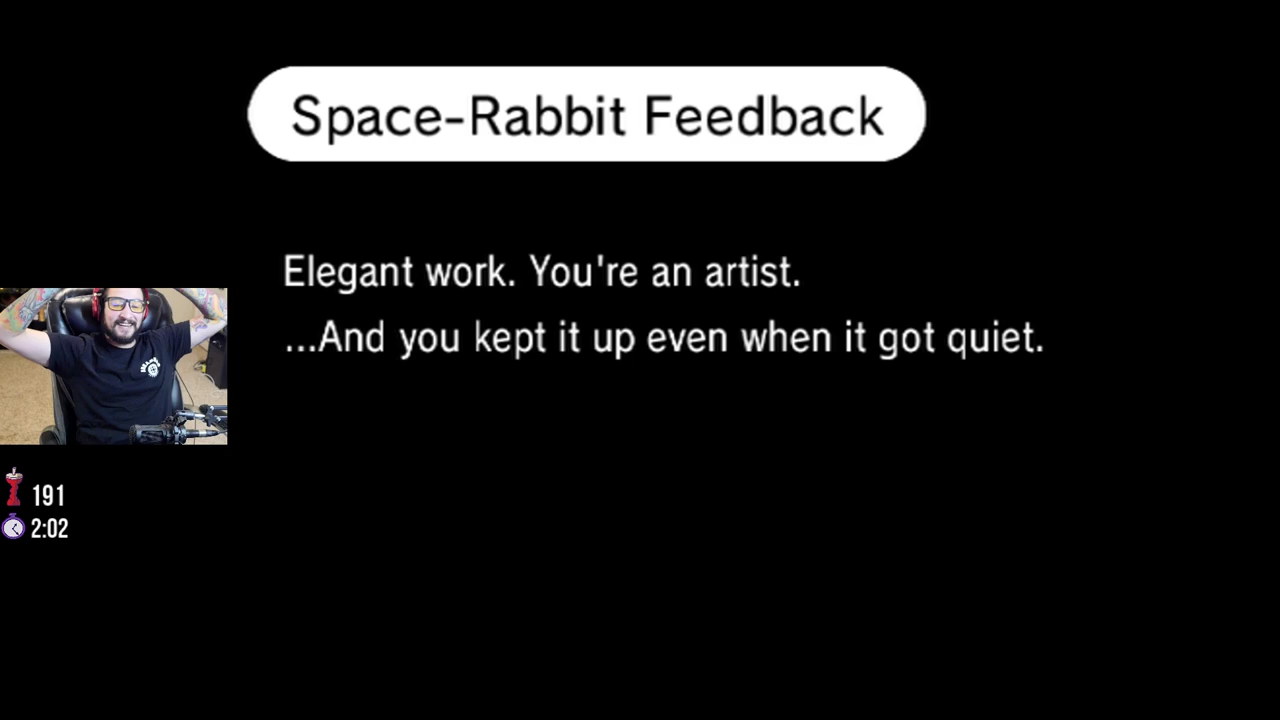 Space-Rabbit Feedback
Elegant work. You're an artist.
...And you kept it up even when it got quiet.
191
2:02